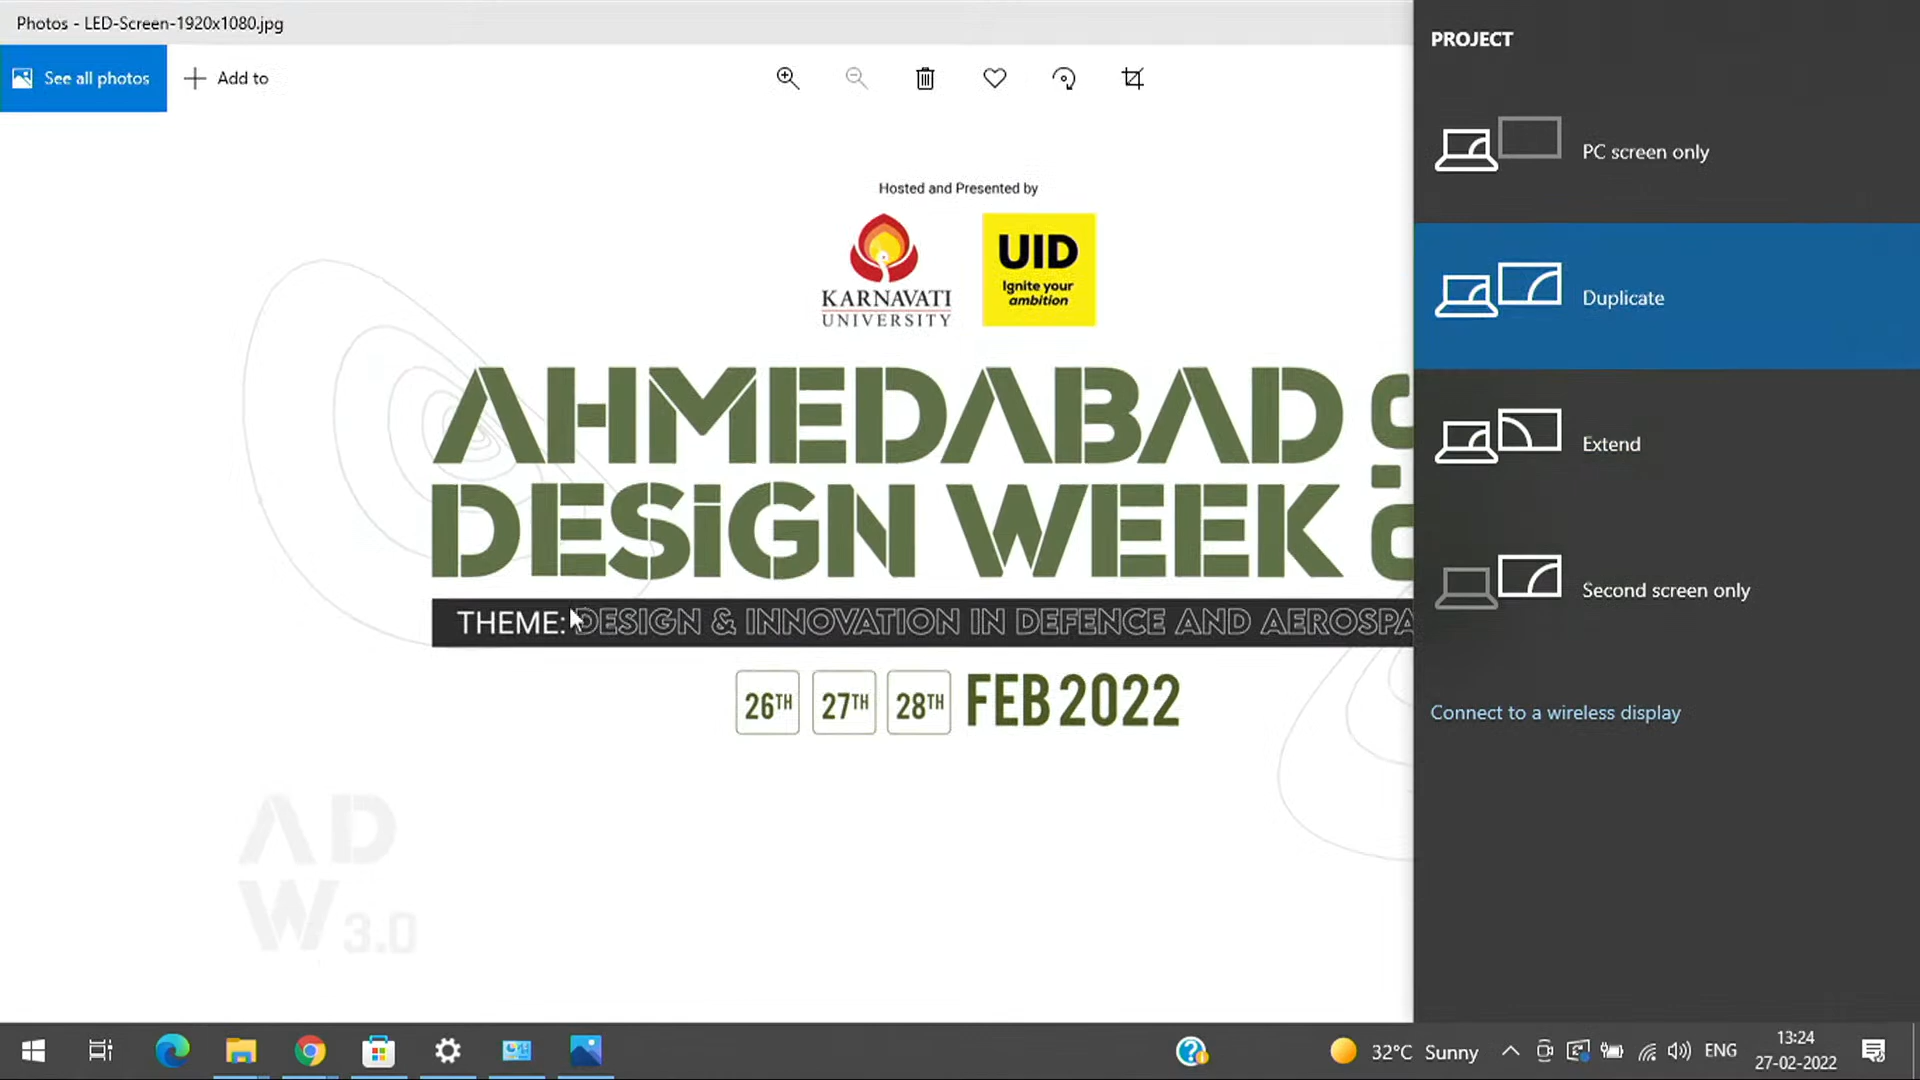 Photos - LED-Screen-1920x1080.jpg
See all photos
Add to
Hosted and Presented by
KARNAVATI
UNIVERSITY
UID
Ignite your
ambition
AHMEDABAD
DESiGN WEEK
THEME: DESIGN & INNOVATION IN DEFENCE AND AEROSPA
26TH 27TH 28TH FEB 2022
AD
W 3.0
PROJECT
PC screen only
Duplicate
Extend
Second screen only
Connect to a wireless display
32°C Sunny
ENG
13:24
27-02-2022